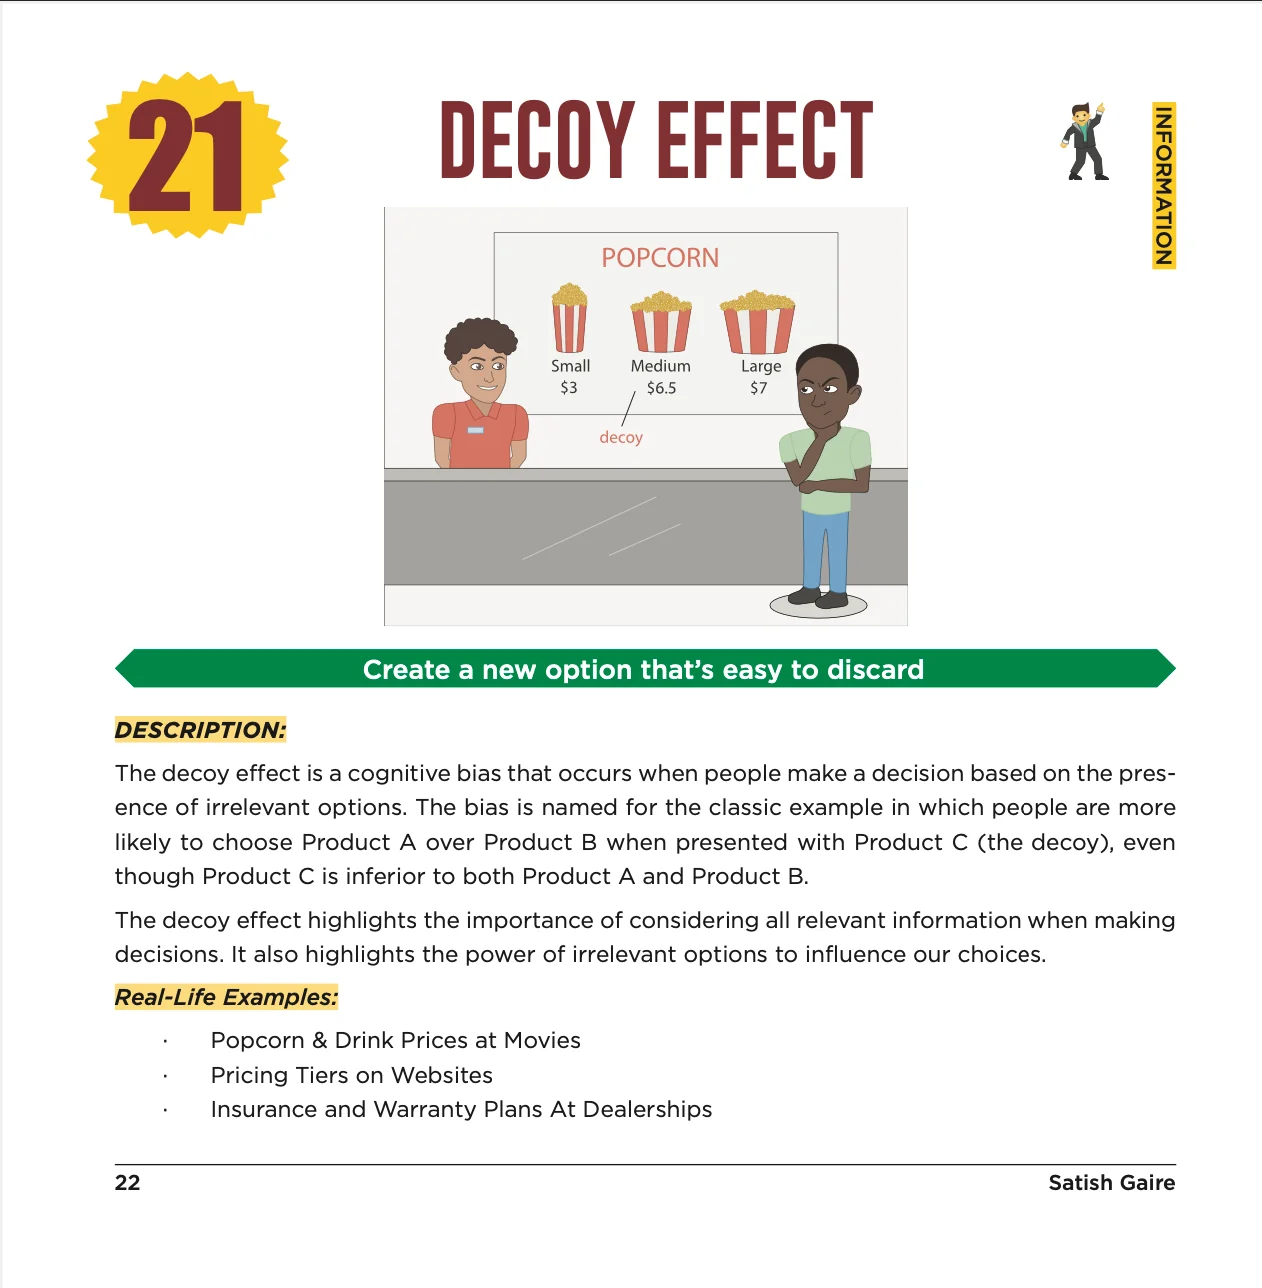 21
DECOY EFFECT
INFORMATION
POPCORN
Small Medium Large
$3 $6.5 $7
decoy
Create a new option that's easy to discard
DESCRIPTION:
The decoy effect is a cognitive bias that occurs when people make a decision based on the pres-
ence of irrelevant options. The bias is named for the classic example in which people are more
likely to choose Product A over Product B when presented with Product C (the decoy), even
though Product C is inferior to both Product A and Product B.
The decoy effect highlights the importance of considering all relevant information when making
decisions. It also highlights the power of irrelevant options to influence our choices.
Real-Life Examples:
· Popcorn & Drink Prices at Movies
· Pricing Tiers on Websites
· Insurance and Warranty Plans At Dealerships
22 Satish Gaire